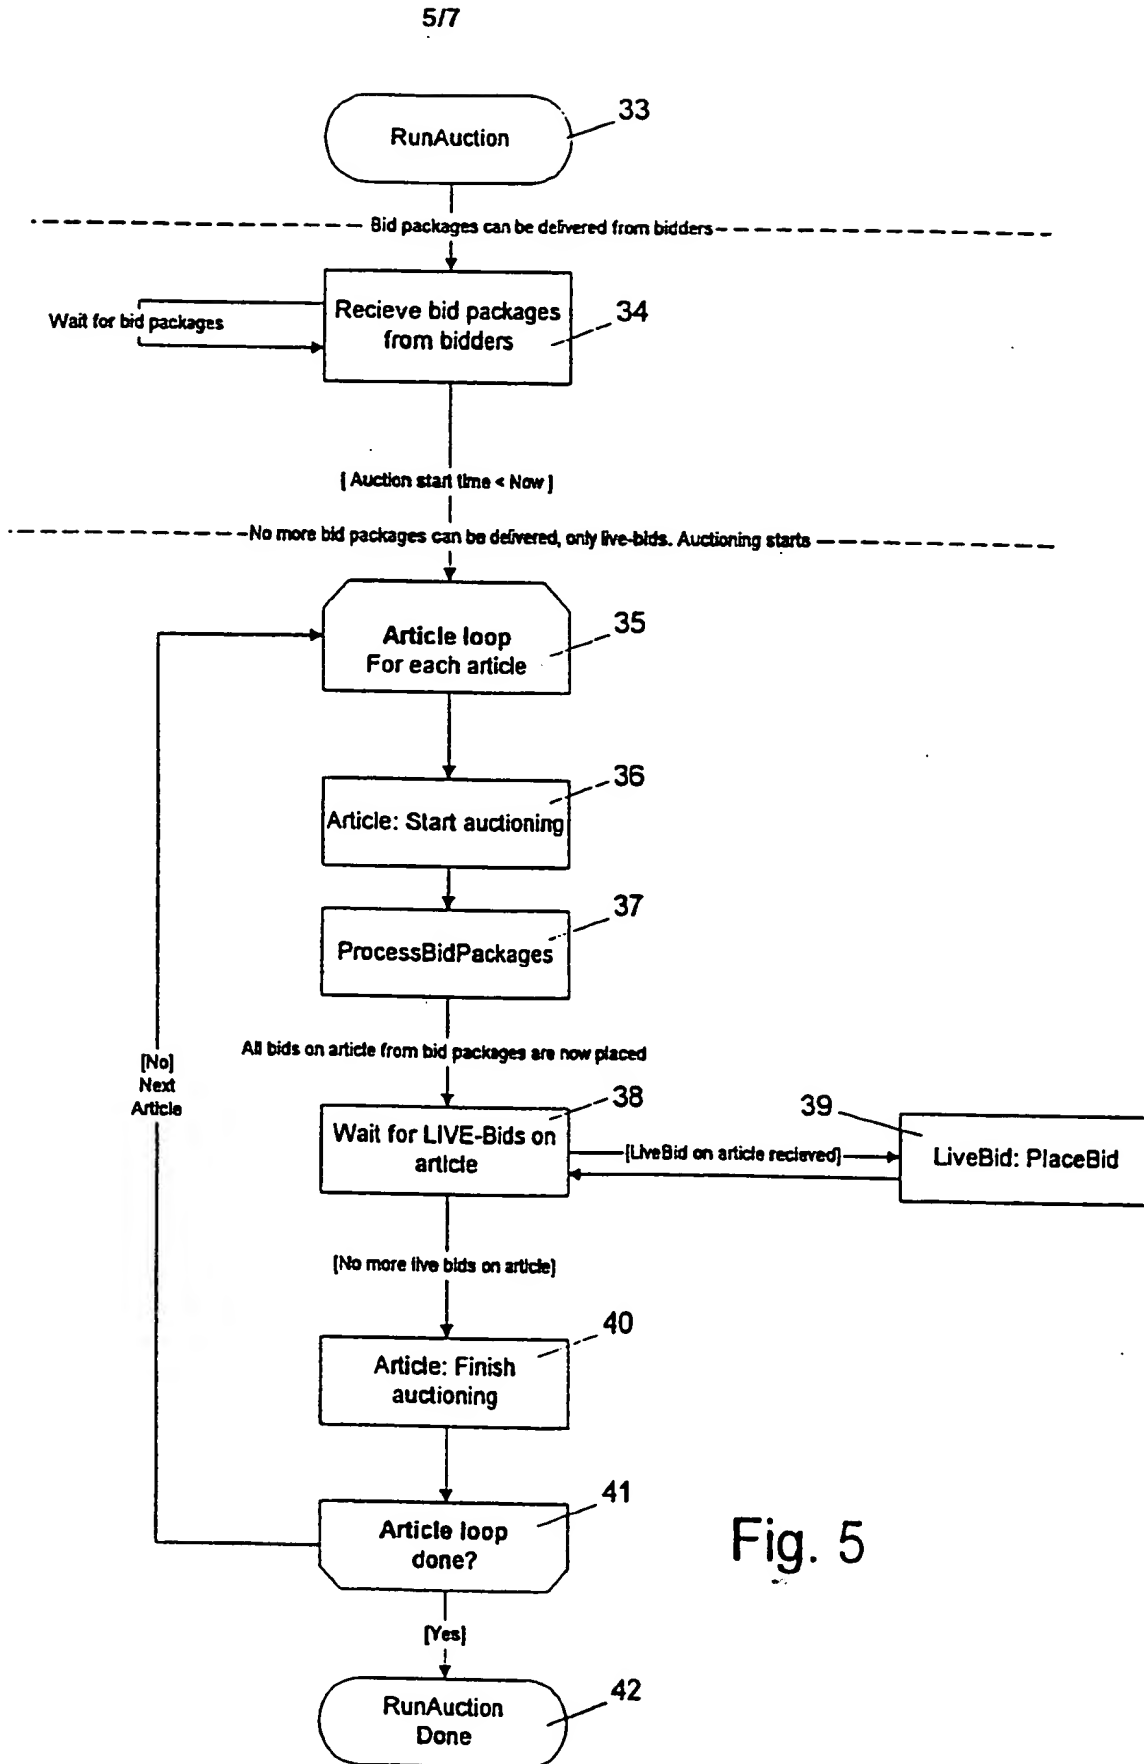 5/7
RunAuction
33
Bid packages can be delivered from bidders
Recieve bid packages
from bidders
34
Wait for bid packages
[ Auction start time < Now ]
No more bid packages can be delivered, only live-bids. Auctioning starts
Article loop
For each article
35
Article: Start auctioning
36
ProcessBidPackages
37
All bids on article from bid packages are now placed
[No]
Next
Article
Wait for LIVE-Bids on
article
38
[LiveBid on article recieved]
39
LiveBid: PlaceBid
[No more live bids on article]
Article: Finish
auctioning
40
Article loop
done?
41
Fig. 5
[Yes]
RunAuction
Done
42